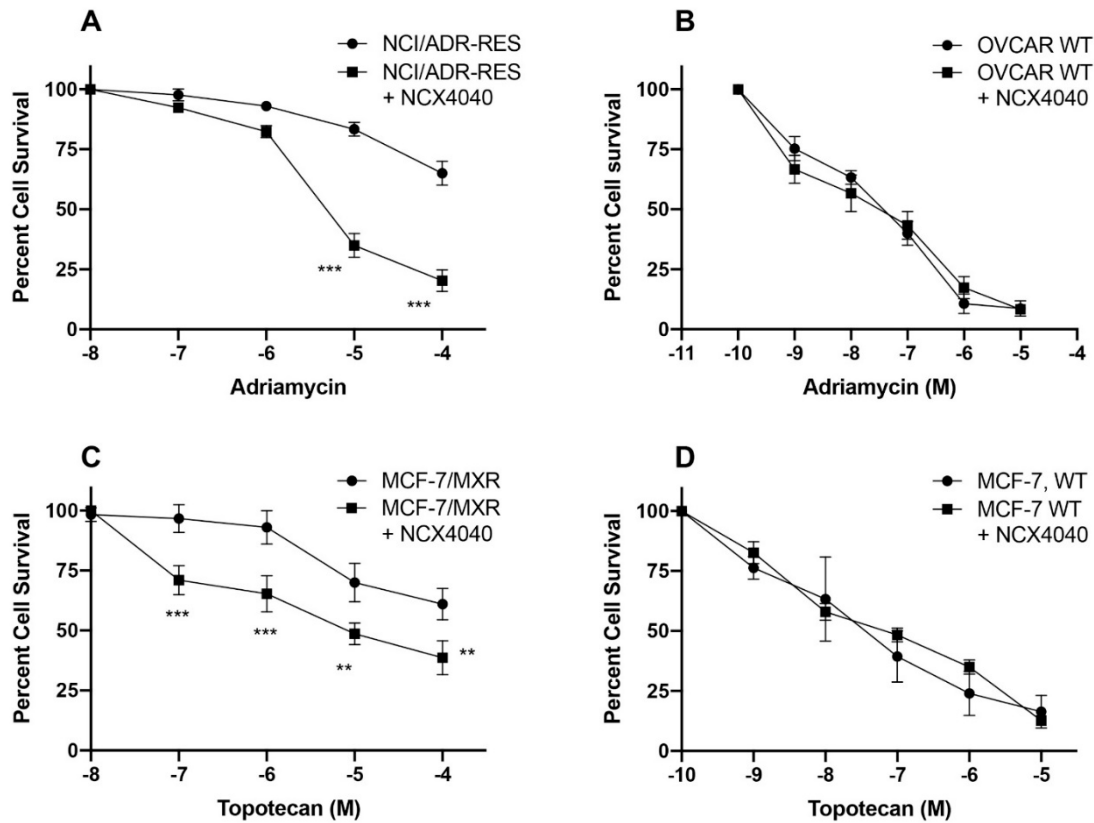 A
NCI/ADR-RES
NCI/ADR-RES
+ NCX4040
Percent Cell Survival
100
75
50
25
0
***
***
-8 -7 -6 -5 -4
Adriamycin
B
OVCAR WT
OVCAR WT
+ NCX4040
Percent Cell survival
100
75
50
25
0
-11 -10 -9 -8 -7 -6 -5 -4
Adriamycin (M)
C
MCF-7/MXR
MCF-7/MXR
+ NCX4040
Percent Cell Survival
100
75
50
25
0
***
***
**
**
-8 -7 -6 -5 -4
Topotecan (M)
D
MCF-7, WT
MCF-7 WT
+ NCX4040
Percent Cell Survival
100
75
50
25
0
-10 -9 -8 -7 -6 -5
Topotecan (M)